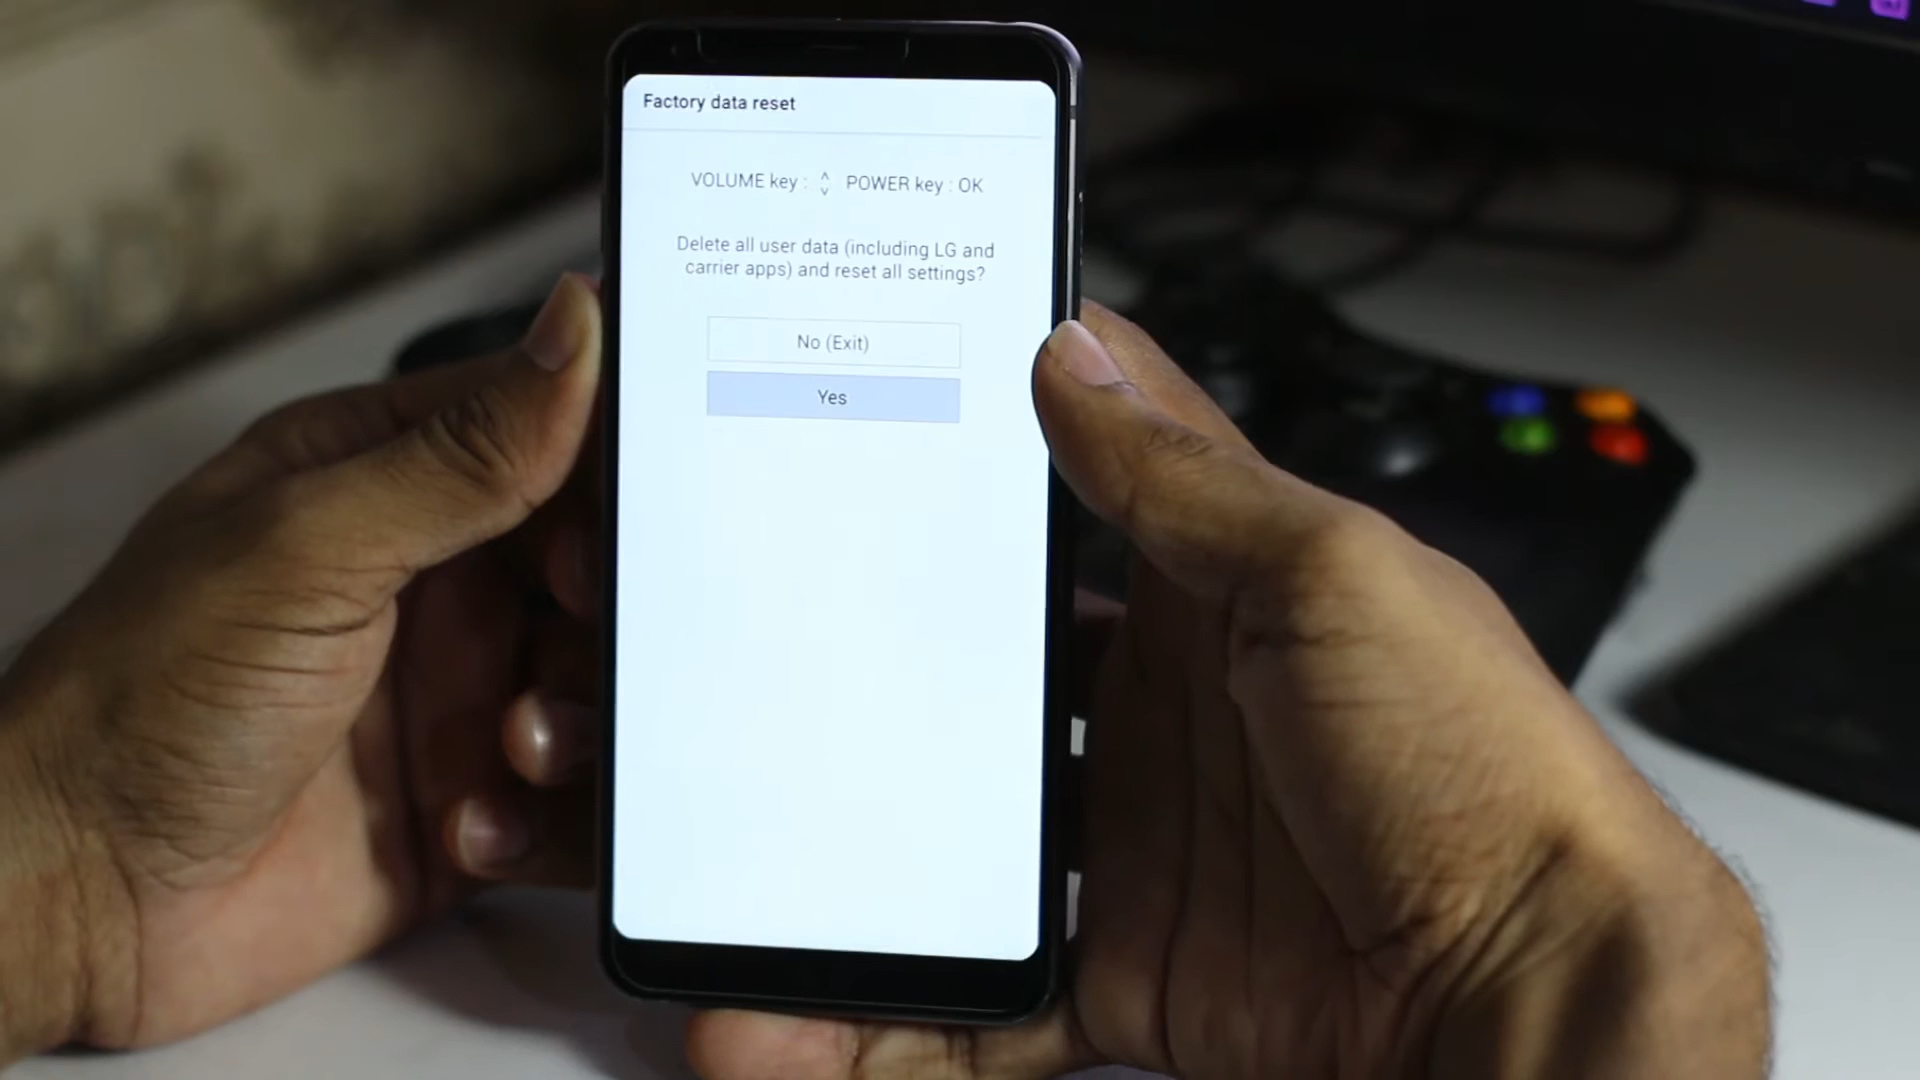 Factory data reset
VOLUME key : POWER key : OK
Delete all user data (including LG and
carrier apps) and reset all settings?
No (Exit)
Yes